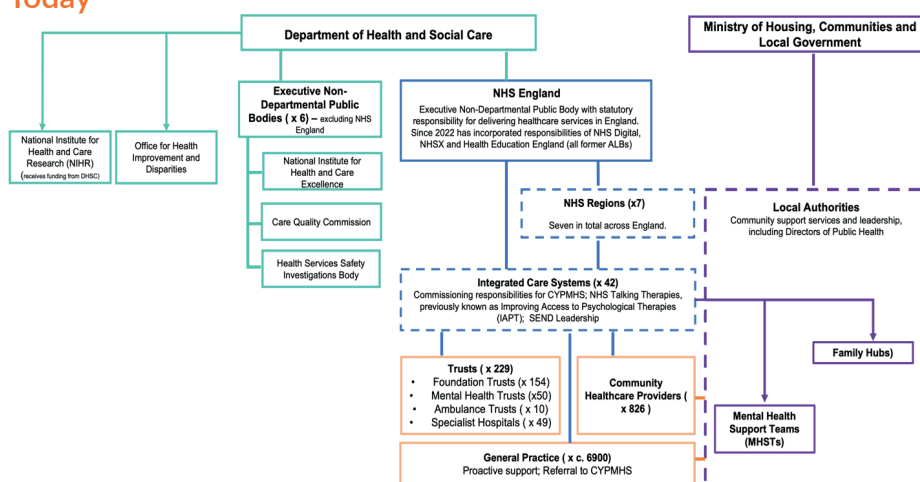 Today
Department of Health and Social Care
Ministry of Housing, Communities and
Local Government
Executive Non-
Departmental Public
Bodies ( x 6) – excluding NHS
England
NHS England
Executive Non-Departmental Public Body with statutory
responsibility for delivering healthcare services in England.
Since 2022 has incorporated responsibilities of NHS Digital,
NHSX and Health Education England (all former ALBs)
National Institute for
Health and Care
Research (NIHR)
(receives funding from DHSC)
Office for Health
Improvement and
Disparities
National Institute for
Health and Care
Excellence
Care Quality Commission
Health Services Safety
Investigations Body
NHS Regions (x7)
Seven in total across England.
Local Authorities
Community support services and leadership,
including Directors of Public Health
Integrated Care Systems (x 42)
Commissioning responsibilities for CYPMHS; NHS Talking Therapies,
previously known as Improving Access to Psychological Therapies
(IAPT); SEND Leadership
Family Hubs)
Trusts ( x 229)
• Foundation Trusts (x 154)
• Mental Health Trusts (x50)
• Ambulance Trusts ( x 10)
• Specialist Hospitals ( x 49)
Community
Healthcare Providers (
x 826 )
Mental Health
Support Teams
(MHSTs)
General Practice ( x c. 6900)
Proactive support; Referral to CYPMHS